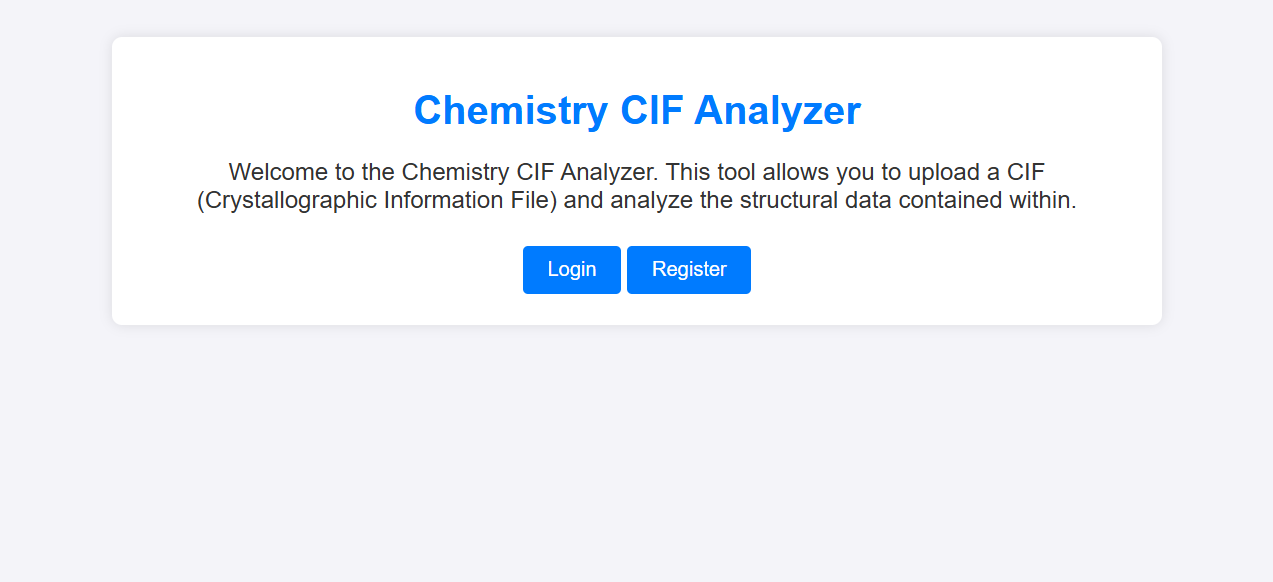 Chemistry CIF Analyzer
Welcome to the Chemistry CIF Analyzer. This tool allows you to upload a CIF
(Crystallographic Information File) and analyze the structural data contained within.
Login Register